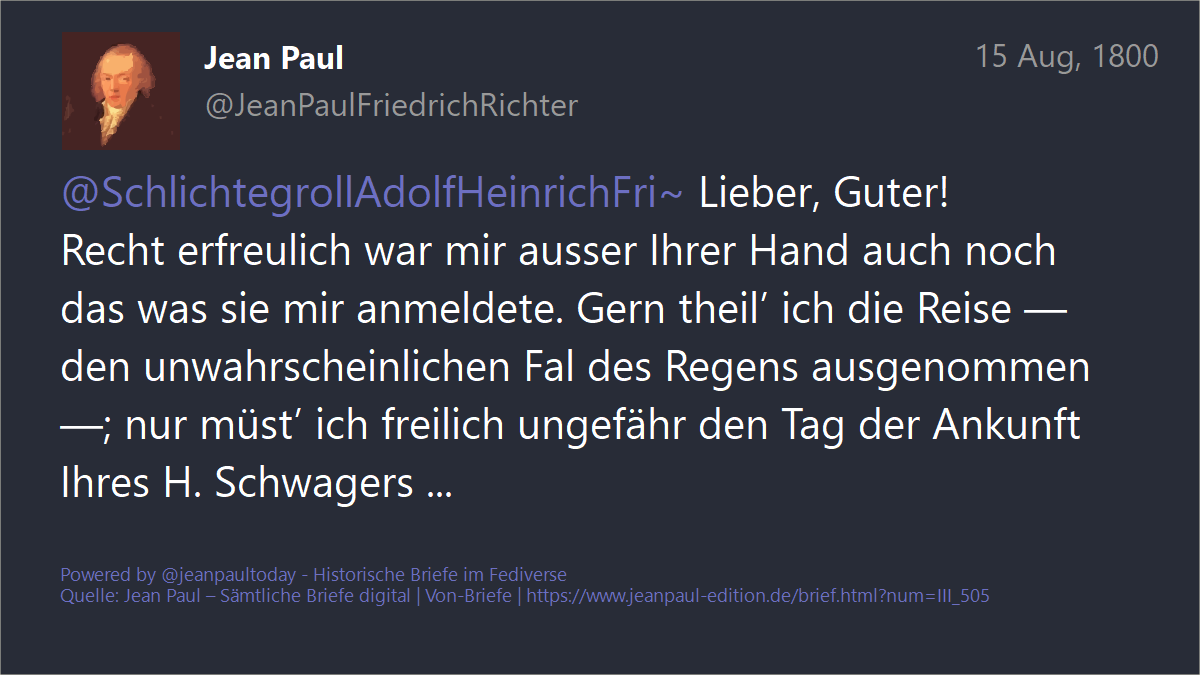 Jean Paul
15 Aug, 1800
@JeanPaulFriedrichRichter
@SchlichtegrollAdolfHeinrichFri~ Lieber, Guter!
Recht erfreulich war mir ausser Ihrer Hand auch noch
das was sie mir anmeldete. Gern theil’ ich die Reise —
den unwahrscheinlichen Fal des Regens ausgenommen
—; nur müst’ ich freilich ungefähr den Tag der Ankunft
Ihres H. Schwagers ...
Powered by @jeanpaultoday - Historische Briefe im Fediverse
Quelle: Jean Paul – Sämtliche Briefe digital | Von-Briefe | https://www.jeanpaul-edition.de/brief.html?num=III_505